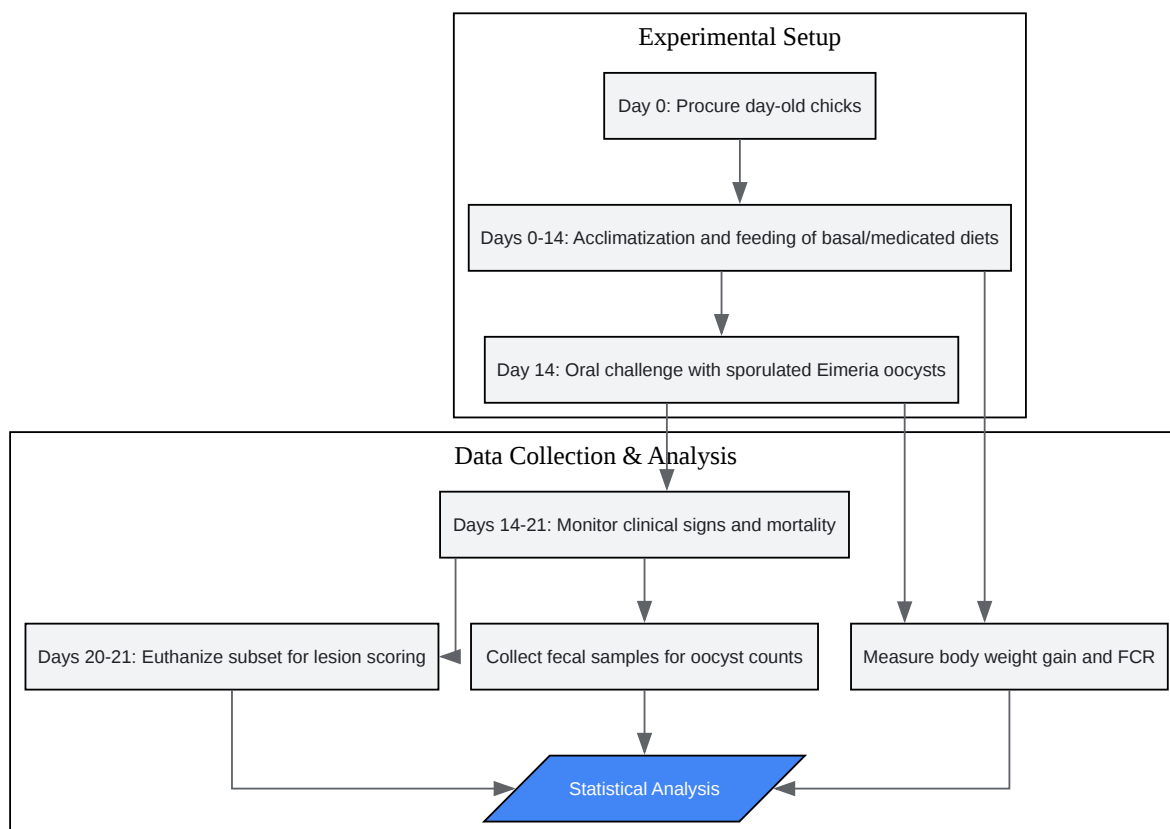 Experimental Setup
Day 0: Procure day-old chicks
Days 0-14: Acclimatization and feeding of basal/medicated diets
Day 14: Oral challenge with sporulated Eimeria oocysts
Data Collection & Analysis
Days 14-21: Monitor clinical signs and mortality
Days 20-21: Euthanize subset for lesion scoring
Collect fecal samples for oocyst counts
Measure body weight gain and FCR
Statistical Analysis